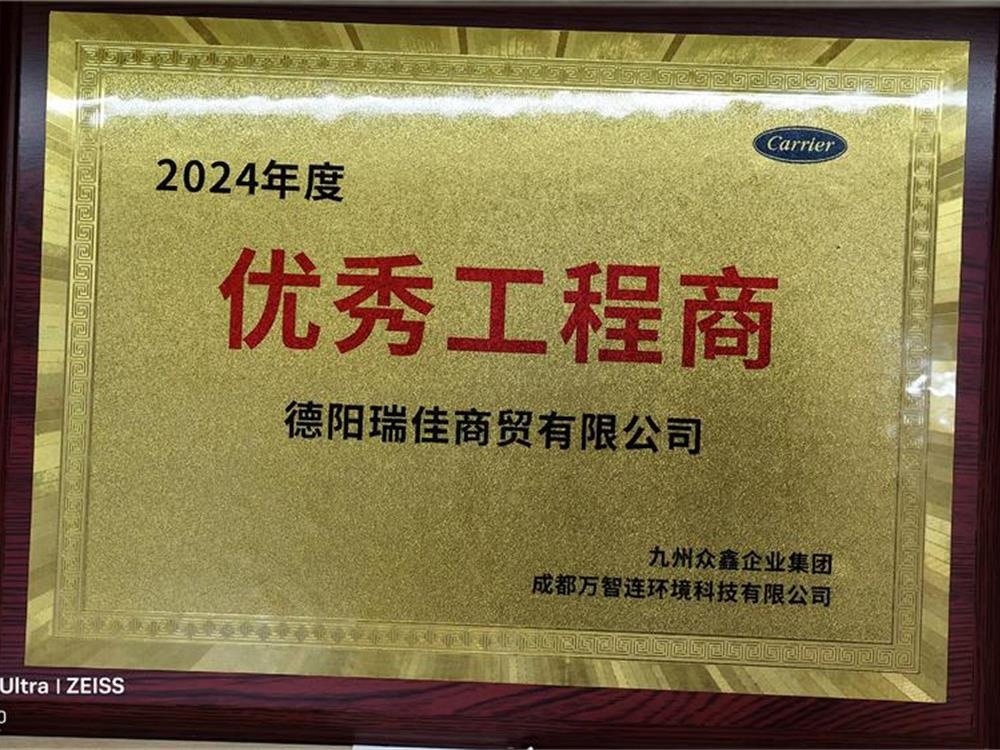 Carrier
2024年度
优秀工程商
德阳瑞佳商贸有限公司
九州众鑫企业集团
成都万智连环境科技有限公司
Ultra | ZEISS